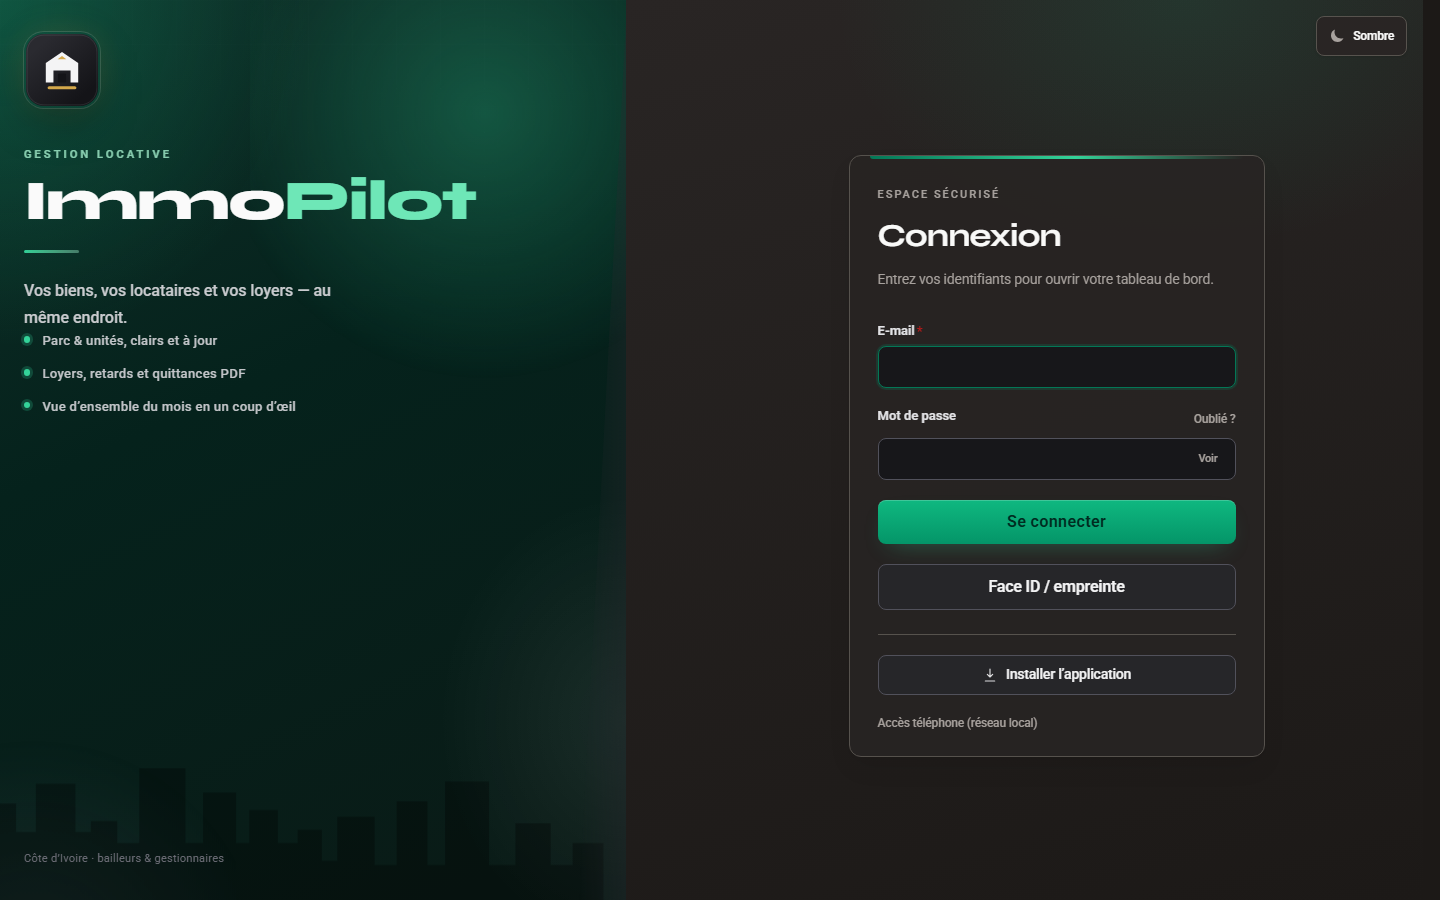 GESTION LOCATIVE
ImmoPilot
Vos biens, vos locataires et vos loyers — au
même endroit.
Parc & unités, clairs et à jour
Loyers, retards et quittances PDF
Vue d’ensemble du mois en un coup d’œil
Côte d’Ivoire · bailleurs & gestionnaires
Sombre
ESPACE SÉCURISÉ
Connexion
Entrez vos identifiants pour ouvrir votre tableau de bord.
E-mail *
Mot de passe
Oublié ?
Voir
Se connecter
Face ID / empreinte
Installer l’application
Accès téléphone (réseau local)